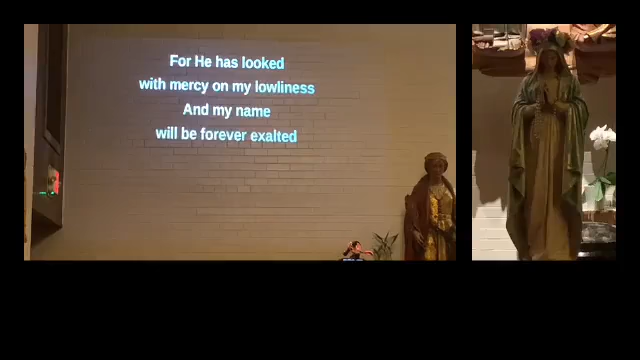 For He has looked
with mercy on my lowliness
And my name
will be forever exalted